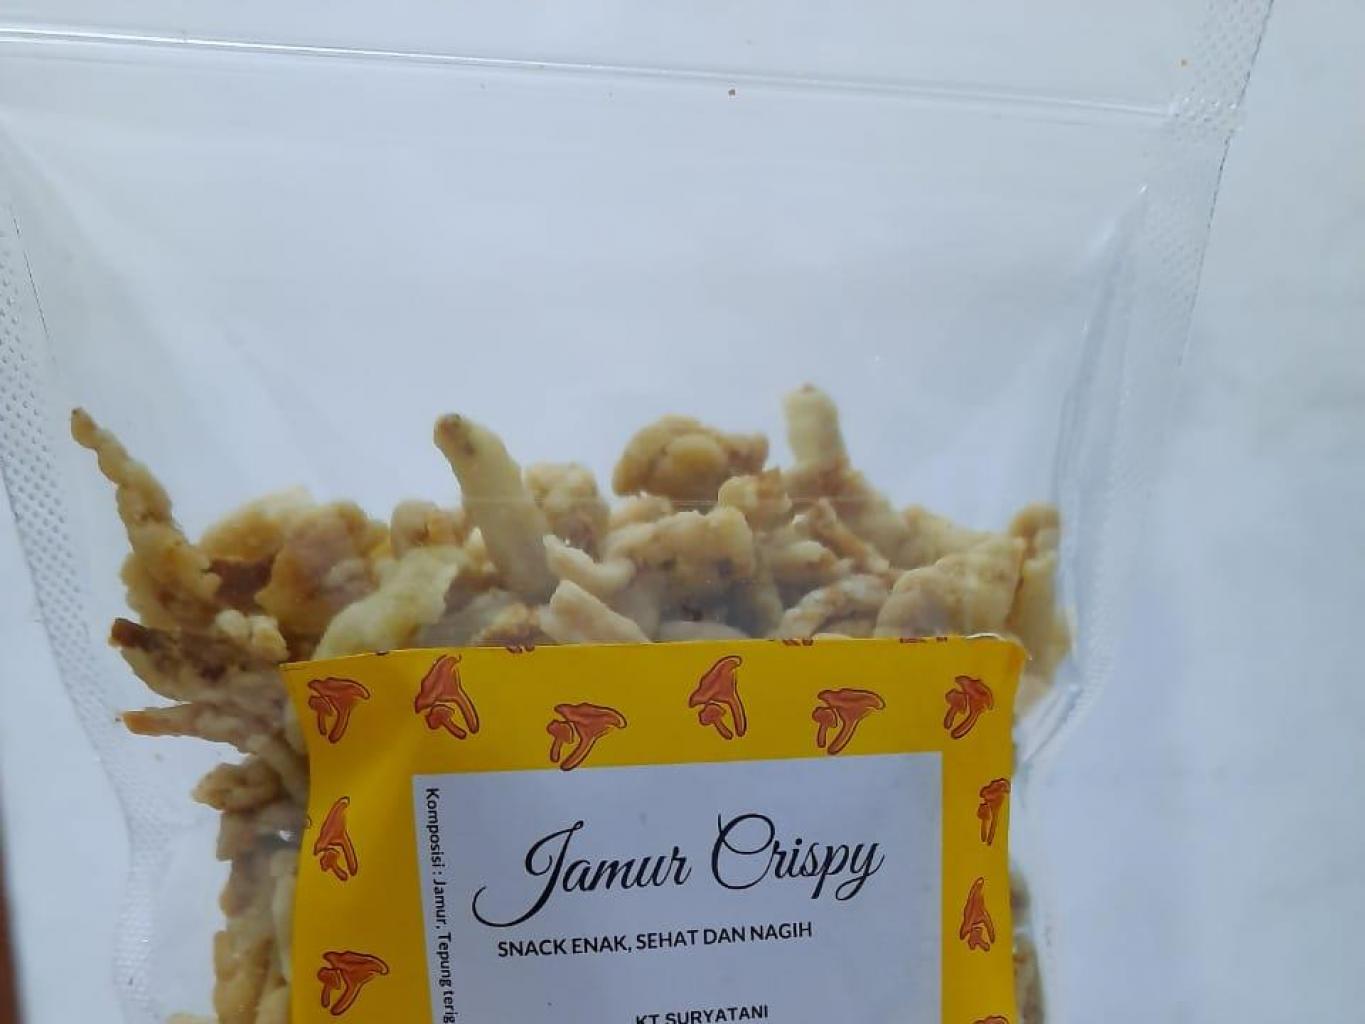 Jamur Crispy
SNACK ENAK, SEHAT DAN NAGIH
KT SURYATANI
Komposisi : Jamur, Tepung terig